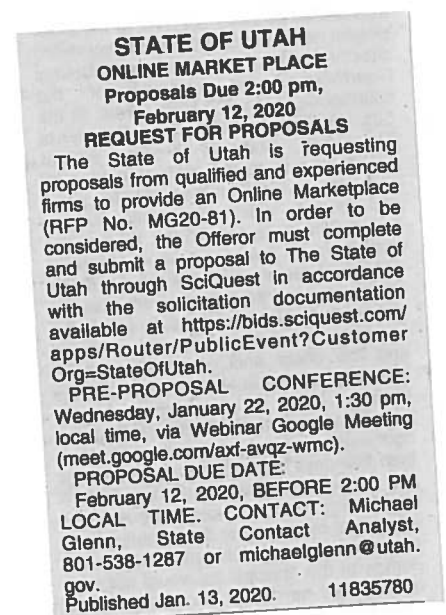 STATE OF UTAH
ONLINE MARKET PLACE
Proposals Due 2:00 pm,
February 12, 2020
REQUEST FOR PROPOSALS
The State of Utah is requesting
proposals from qualified and experienced
firms to provide an Online Marketplace
(RFP No. MG20-81). In order to be
considered, the Offeror must complete
and submit a proposal to The State of
Utah through SciQuest in accordance
with the solicitation documentation
available at https://bids.sciquest.com/
apps/Router/PublicEvent?Customer
Org=StateOfUtah.
PRE-PROPOSAL CONFERENCE:
Wednesday, January 22, 2020, 1:30 pm,
local time, via Webinar Google Meeting
(meet.google.com/axf-avqz-wmc).
PROPOSAL DUE DATE:
February 12, 2020, BEFORE 2:00 PM
LOCAL TIME. CONTACT: Michael
Glenn, State Contact Analyst,
801-538-1287 or michaelglenn@utah.
gov.
Published Jan. 13, 2020. 11835780